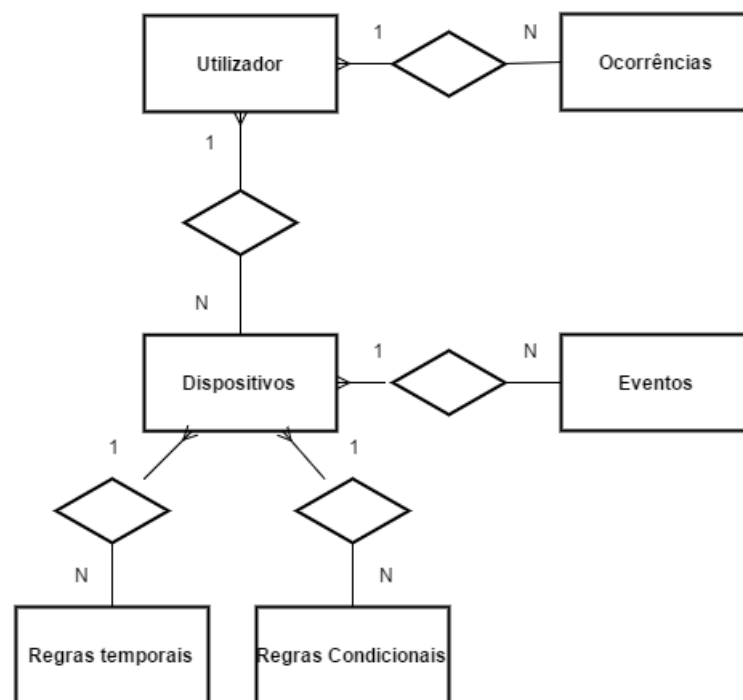 1
N
Utilizador
Ocorrências
1
N
1
N
Dispositivos
Eventos
1
1
N
N
Regras temporais
Regras Condicionais